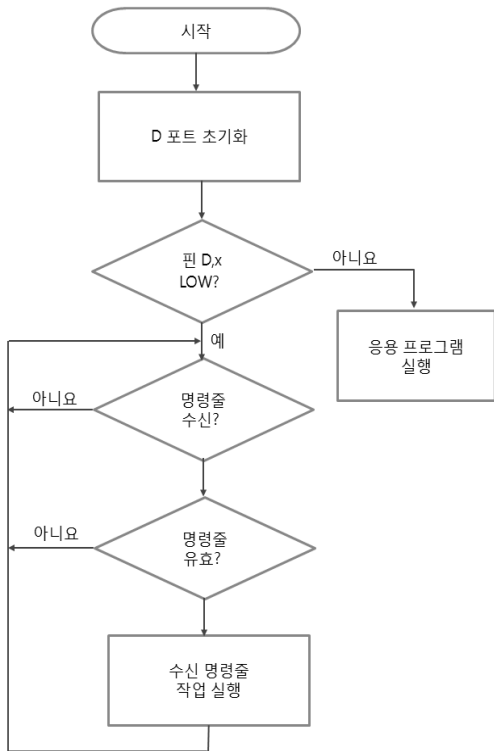 시작
D 포트 초기화
핀 D,x
LOW?
아니요
예
응용 프로그램
실행
명령줄
수신?
아니요
명령줄
유효?
아니요
수신 명령줄
작업 실행